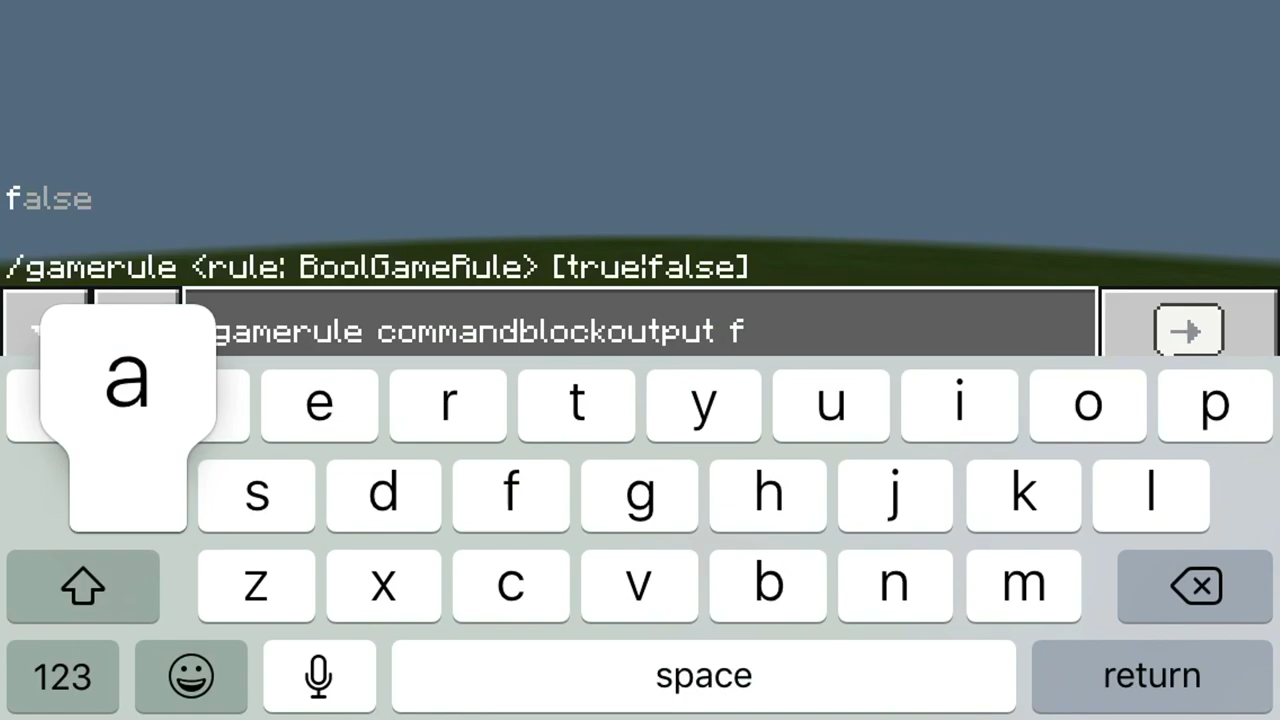 false
/gamerule <rule: BoolGameRule> [true|false]
gamerule commandblockoutput f
a
e r t y u i o p
s d f g h j k l
z x c v b n m
123 space return